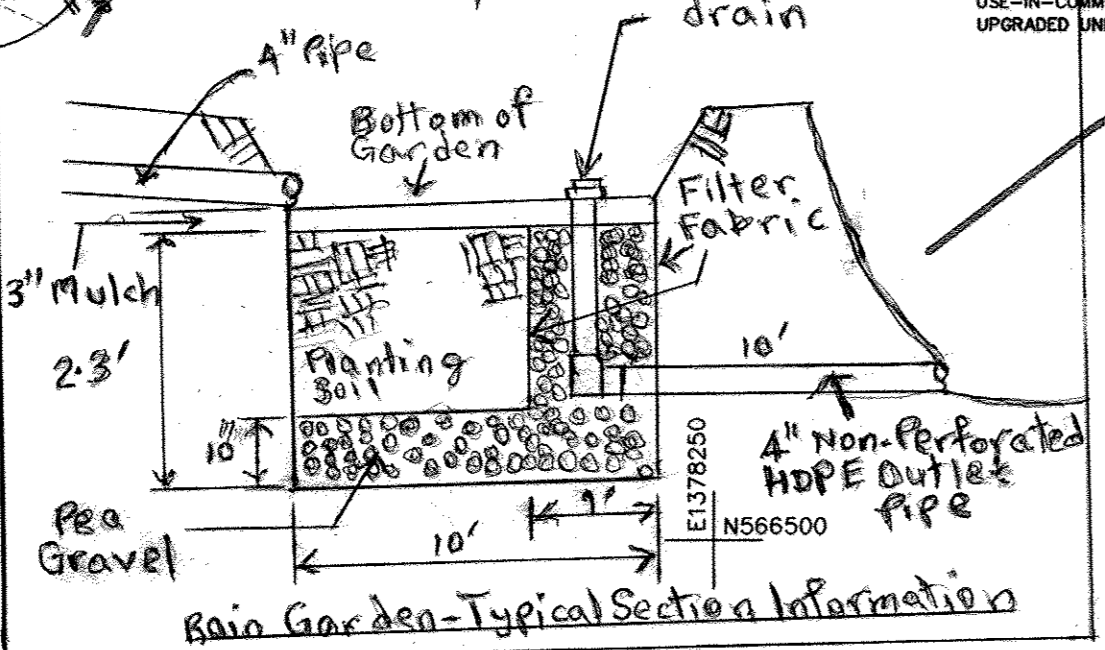 drain
USE-IN-COMM
UPGRADED UN
4" Pipe
Bottom of
Garden
Filter
Fabric
3" Mulch
2.3'
Planting
Soil
10'
10"
4" Non-Perforated
HDPE Outlet
Pipe
E1378250
N566500
Pea
Gravel
1'
10'
Rain Garden-Typical Section Information